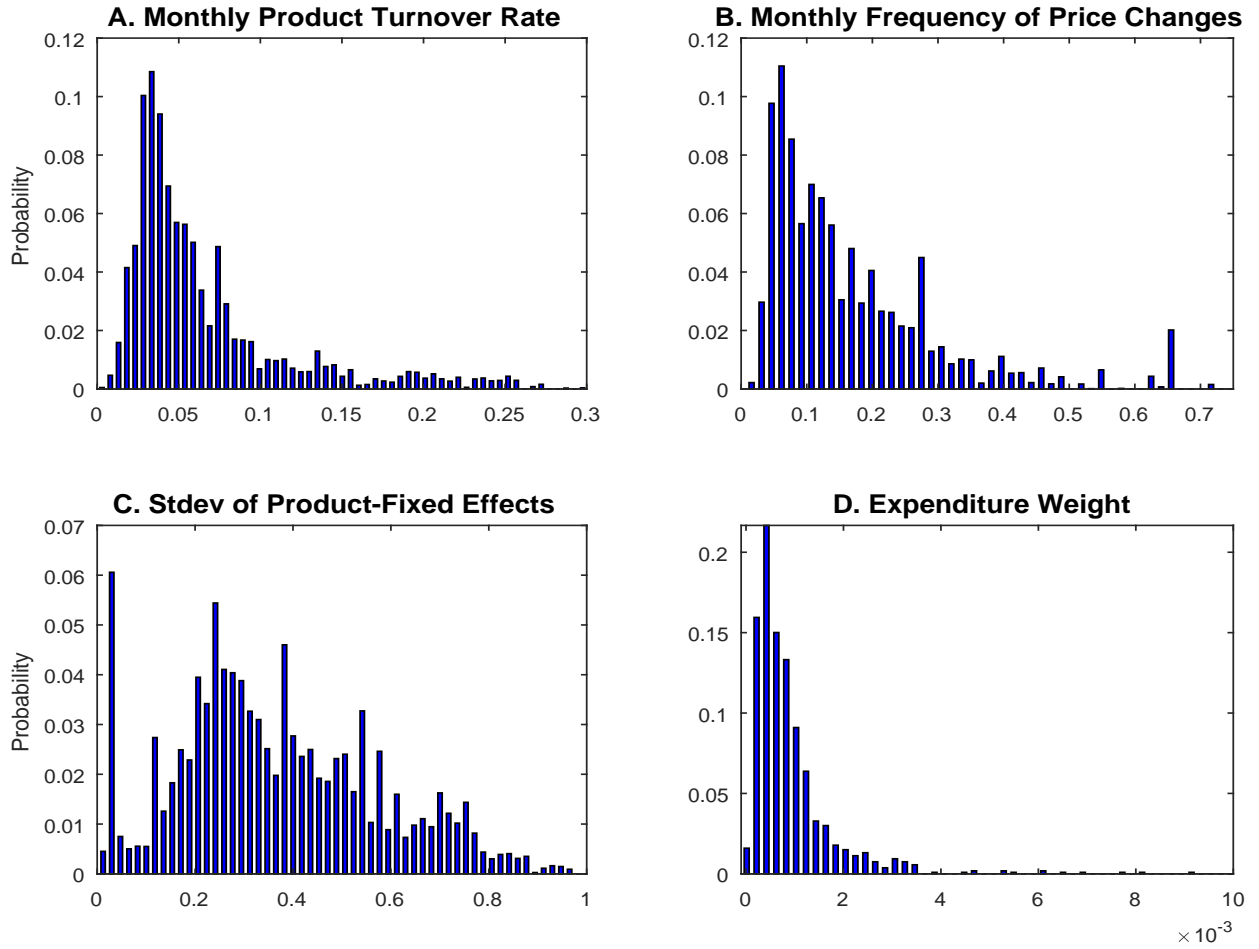 A. Monthly Product Turnover Rate
0.12
0.1
0.08
0.06
0.04
0.02
0
Probability
0 0.05 0.1 0.15 0.2 0.25 0.3
B. Monthly Frequency of Price Changes
0.12
0.1
0.08
0.06
0.04
0.02
0
0 0.1 0.2 0.3 0.4 0.5 0.6 0.7
C. Stdev of Product-Fixed Effects
0.07
0.06
0.05
0.04
0.03
0.02
0.01
0
Probability
0 0.2 0.4 0.6 0.8 1
D. Expenditure Weight
0.2
0.15
0.1
0.05
0
0 2 4 6 8 10
× 10⁻³